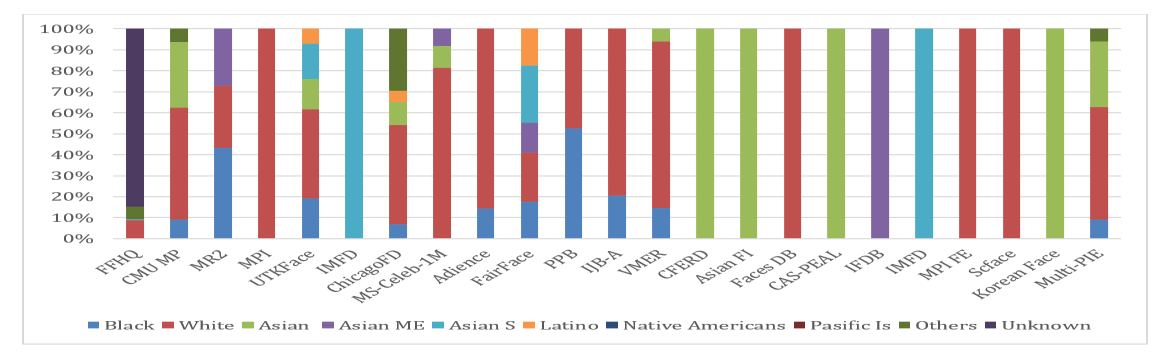 100%
90%
80%
70%
60%
50%
40%
30%
20%
10%
0%
FFHQ
CMU MP
MR2
MPI
UTKFace
IMFD
ChicagoFD
MS-Celeb-1M
Adience
FairFace
PPB
IJB-A
VMER
CFERD
Asian FI
Faces DB
CAS-PEAL
IFDB
IMFD
MPI FE
Scface
Korean Face
Multi-PIE
Black White Asian Asian ME Asian S Latino Native Americans Pasific Is Others Unknown